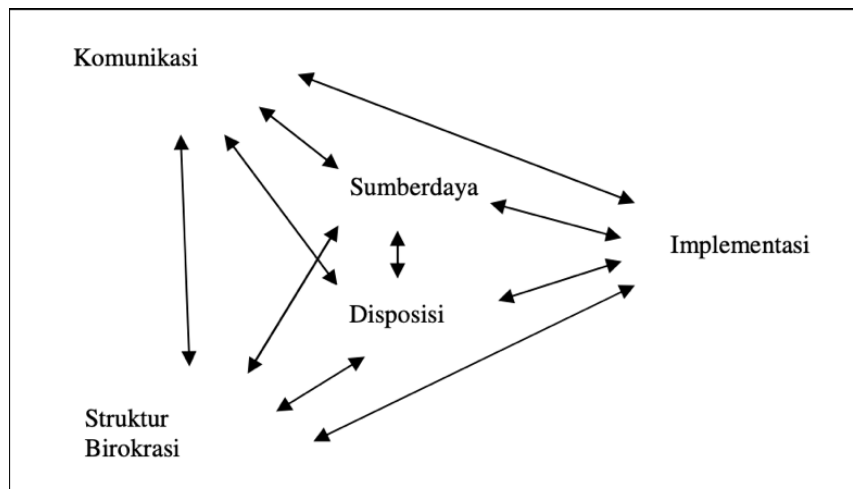 Komunikasi
Sumberdaya
Implementasi
Disposisi
Struktur
Birokrasi